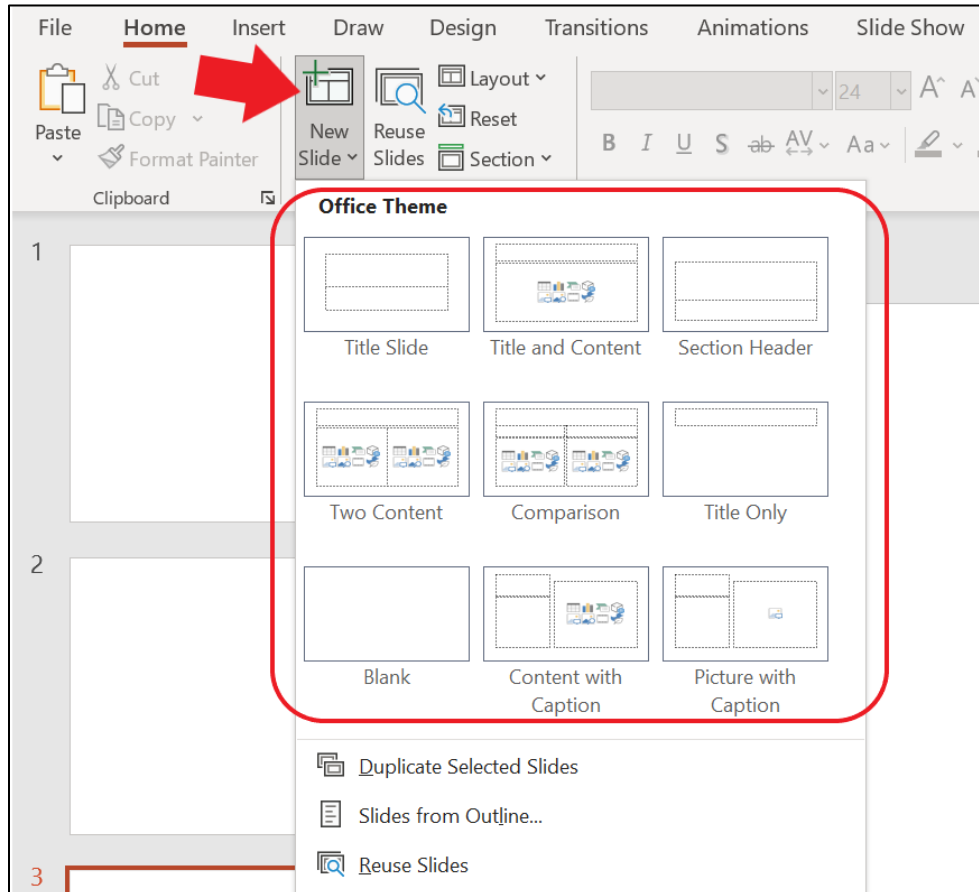 File Home Insert Draw Design Transitions Animations Slide Show
Cut
Copy
Format Painter
Paste
Clipboard
New
Slide
Reuse
Slides
Layout
Reset
Section
24 A^ A
B I U S ab AV Aa
Office Theme
Title Slide Title and Content Section Header
Two Content Comparison Title Only
Blank Content with Caption Picture with Caption
Duplicate Selected Slides
Slides from Outline...
Reuse Slides
1
2
3